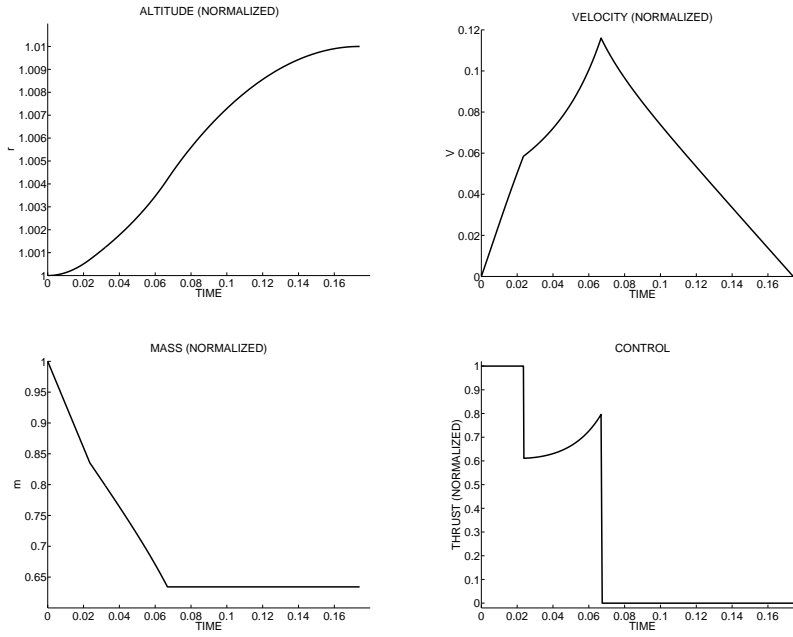 ALTITUDE (NORMALIZED)
1.01
1.009
1.008
1.007
1.006
1.005
1.004
1.003
1.002
1.001
1
r
0 0.02 0.04 0.06 0.08 0.1 0.12 0.14 0.16
TIME
VELOCITY (NORMALIZED)
0.12
0.1
0.08
0.06
0.04
0.02
0
V
0 0.02 0.04 0.06 0.08 0.1 0.12 0.14 0.16
TIME
MASS (NORMALIZED)
1
0.95
0.9
0.85
0.8
0.75
0.7
0.65
m
0 0.02 0.04 0.06 0.08 0.1 0.12 0.14 0.16
TIME
CONTROL
1
0.9
0.8
0.7
0.6
0.5
0.4
0.3
0.2
0.1
0
THRUST (NORMALIZED)
0 0.02 0.04 0.06 0.08 0.1 0.12 0.14 0.16
TIME